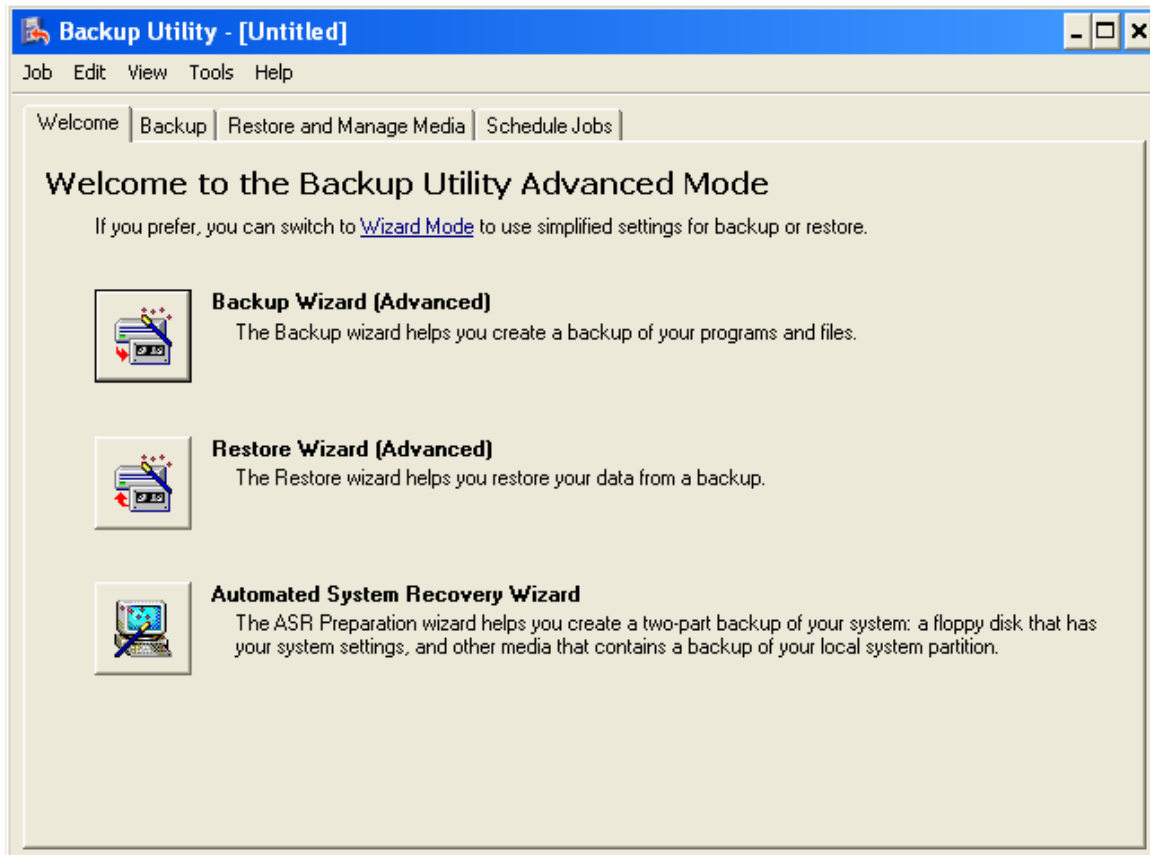 Backup Utility - [Untitled]
Job Edit View Tools Help
Welcome Backup Restore and Manage Media Schedule Jobs
Welcome to the Backup Utility Advanced Mode
If you prefer, you can switch to Wizard Mode to use simplified settings for backup or restore.
Backup Wizard (Advanced)
The Backup wizard helps you create a backup of your programs and files.
Restore Wizard (Advanced)
The Restore wizard helps you restore your data from a backup.
Automated System Recovery Wizard
The ASR Preparation wizard helps you create a two-part backup of your system: a floppy disk that has
your system settings, and other media that contains a backup of your local system partition.